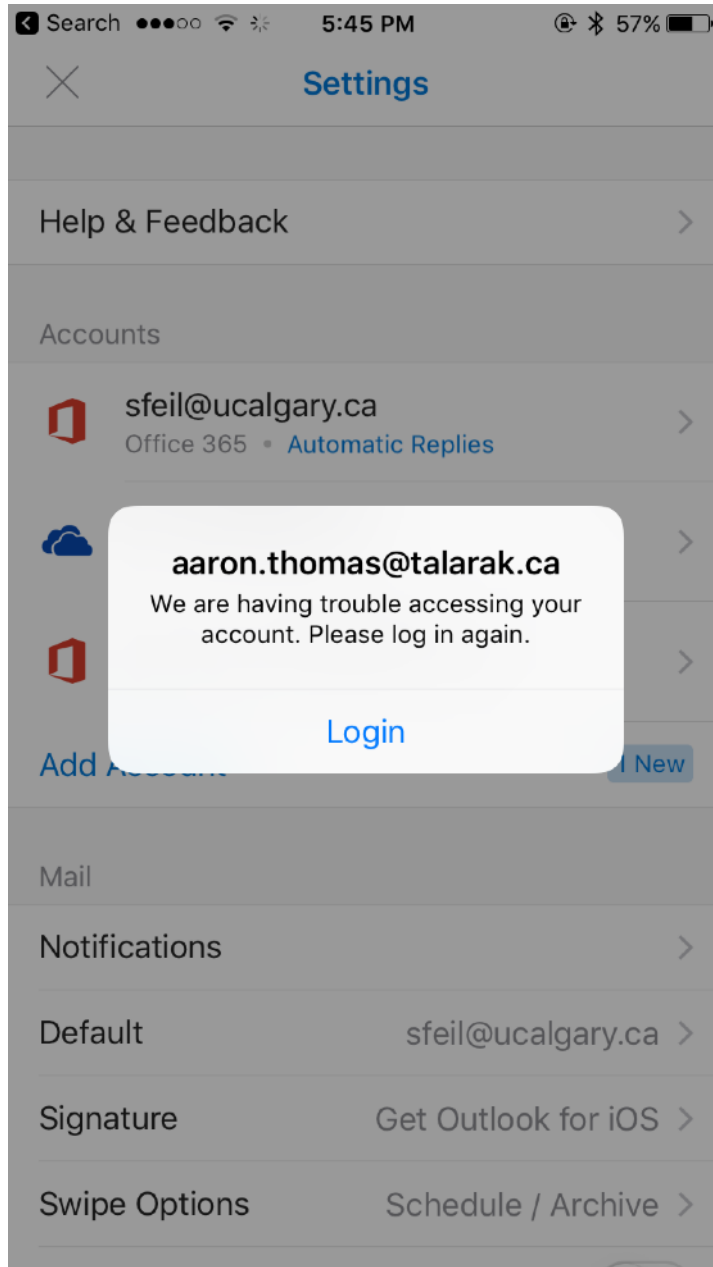 Search 5:45 PM 57%
Settings
Help & Feedback
Accounts
sfeil@ucalgary.ca
Office 365 • Automatic Replies
aaron.thomas@talarak.ca
We are having trouble accessing your
account. Please log in again.
Login
Add New
Mail
Notifications
Default sfeil@ucalgary.ca
Signature Get Outlook for iOS
Swipe Options Schedule / Archive